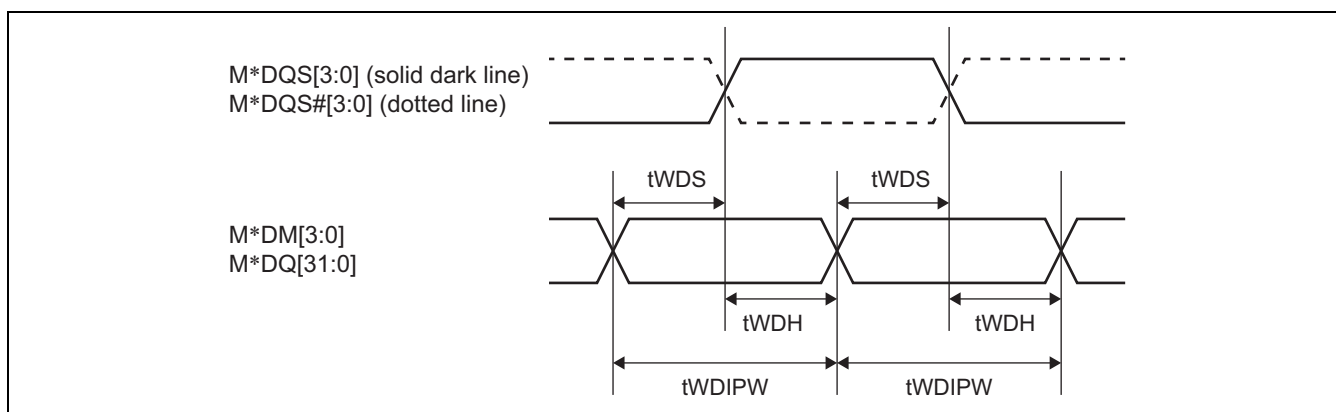 M*DQS[3:0] (solid dark line)
M*DQS#[3:0] (dotted line)
tWDS
tWDS
M*DM[3:0]
M*DQ[31:0]
tWDH
tWDH
tWDIPW
tWDIPW